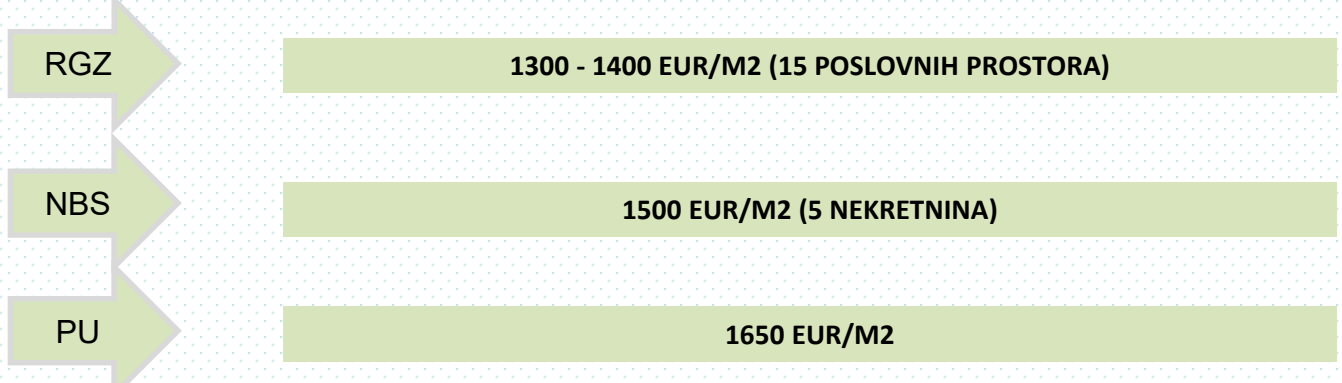 RGZ
1300 - 1400 EUR/M2 (15 POSLOVNIH PROSTORA)
NBS
1500 EUR/M2 (5 NEKRETNINA)
PU
1650 EUR/M2